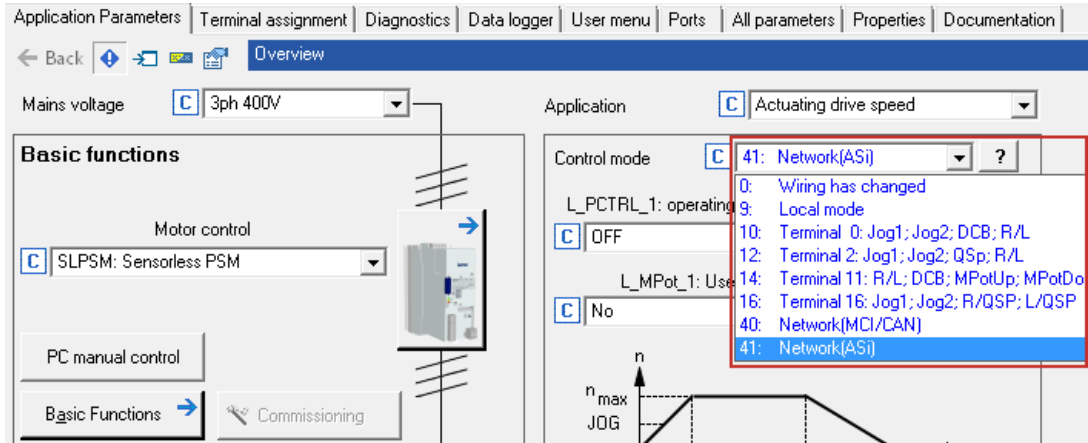 Application Parameters Terminal assignment Diagnostics Data logger User menu Ports All parameters Properties Documentation
Back Overview
Mains voltage C 3ph 400V Application C Actuating drive speed
Basic functions Control mode C 41: Network(ASi) ?
0: Wiring has changed
L_PCTRL_1: operating 9: Local mode
Motor control 10: Terminal 0: Jog1; Jog2; DCB; R/L
C SLPSM: Sensorless PSM C OFF 12: Terminal 2: Jog1; Jog2; QSp; R/L
L_MPot_1: Use 14: Terminal 11: R/L; DCB; MPotUp; MPotDo
C No 16: Terminal 16: Jog1; Jog2; R/QSP; L/QSP
40: Network(MCI/CAN)
PC manual control 41: Network(ASi)
n
n max
Basic Functions Commissioning JOG